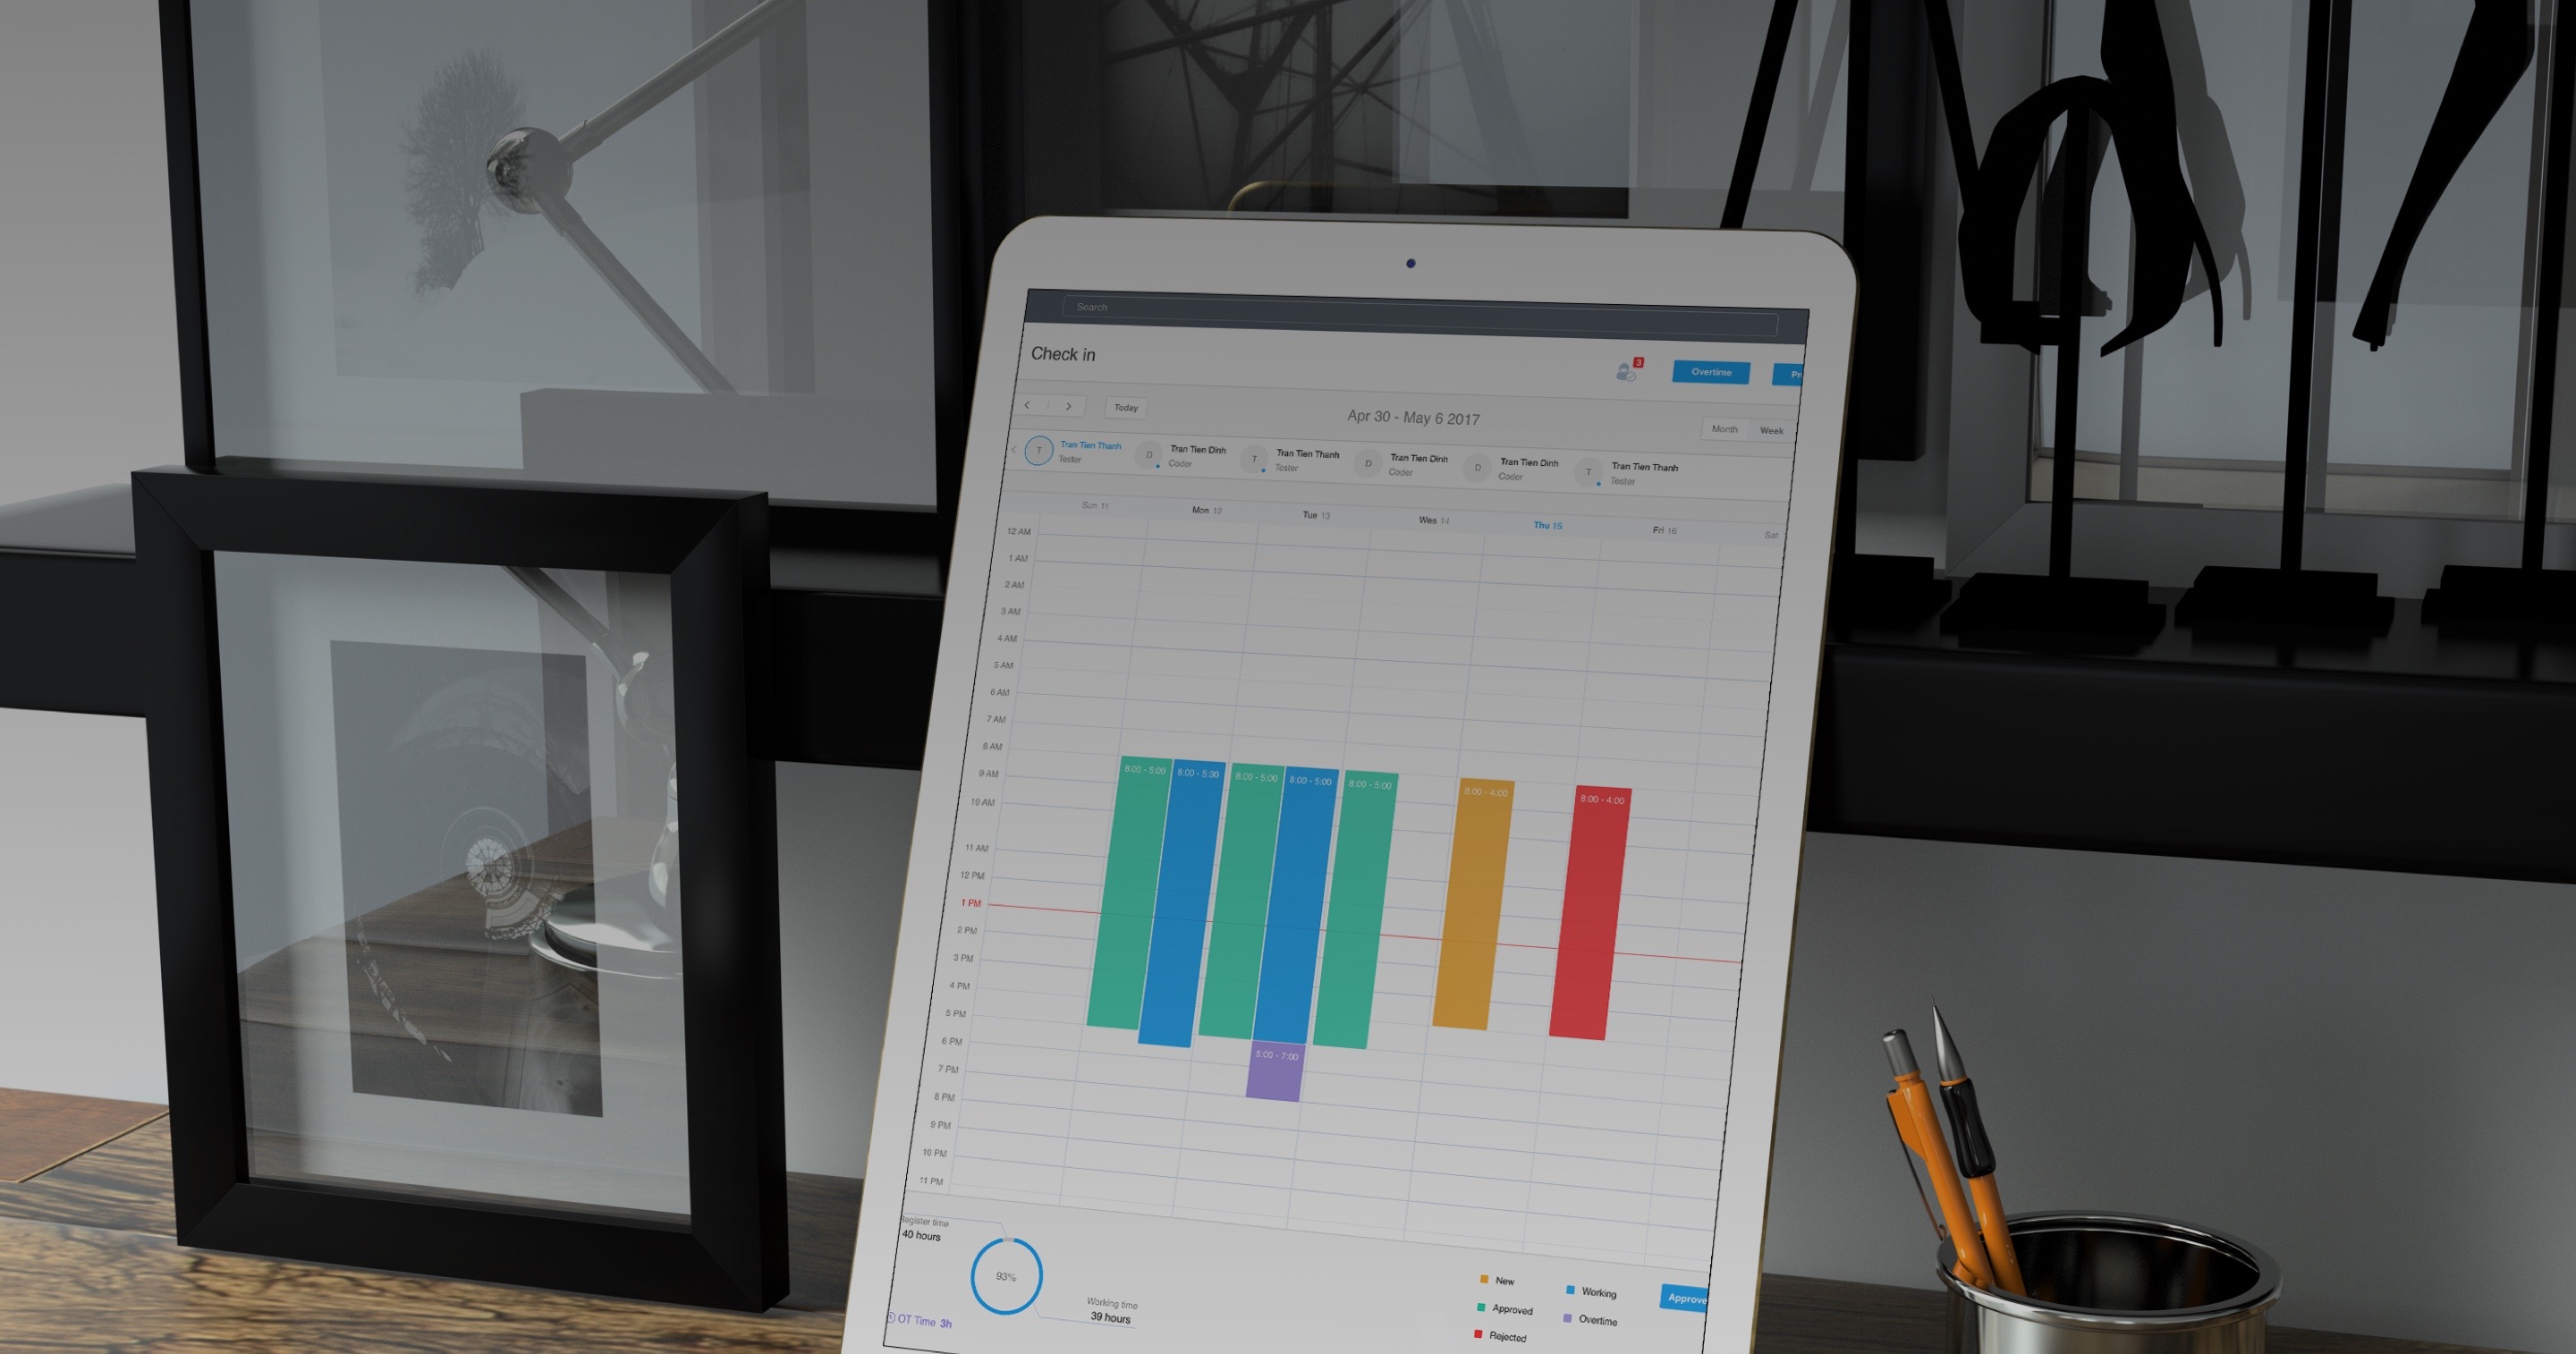 Search
Check in
3
Overtime
Today
Apr 30 - May 6 2017
Month Week
T Tran Tien Thanh Tester
D Tran Tien Dinh Coder
T Tran Tien Thanh Tester
D Tran Tien Dinh Coder
D Tran Tien Dinh Coder
T Tran Tien Thanh Tester
Sun 11 Mon 12 Tue 13 Wes 14 Thu 15 Fri 16 Sat
12 AM
1 AM
2 AM
3 AM
4 AM
5 AM
6 AM
7 AM
8 AM
9 AM
10 AM
11 AM
12 PM
1 PM
2 PM
3 PM
4 PM
5 PM
6 PM
7 PM
8 PM
9 PM
10 PM
11 PM
8:00 - 5:00 8:00 - 5:30 8:00 - 5:00 8:00 - 5:00 8:00 - 5:00 8:00 - 4:00 8:00 - 4:00
5:00 - 7:00
Register time
40 hours
93%
Working time
39 hours
OT Time 3h
New Working
Approved Overtime
Rejected
Approve